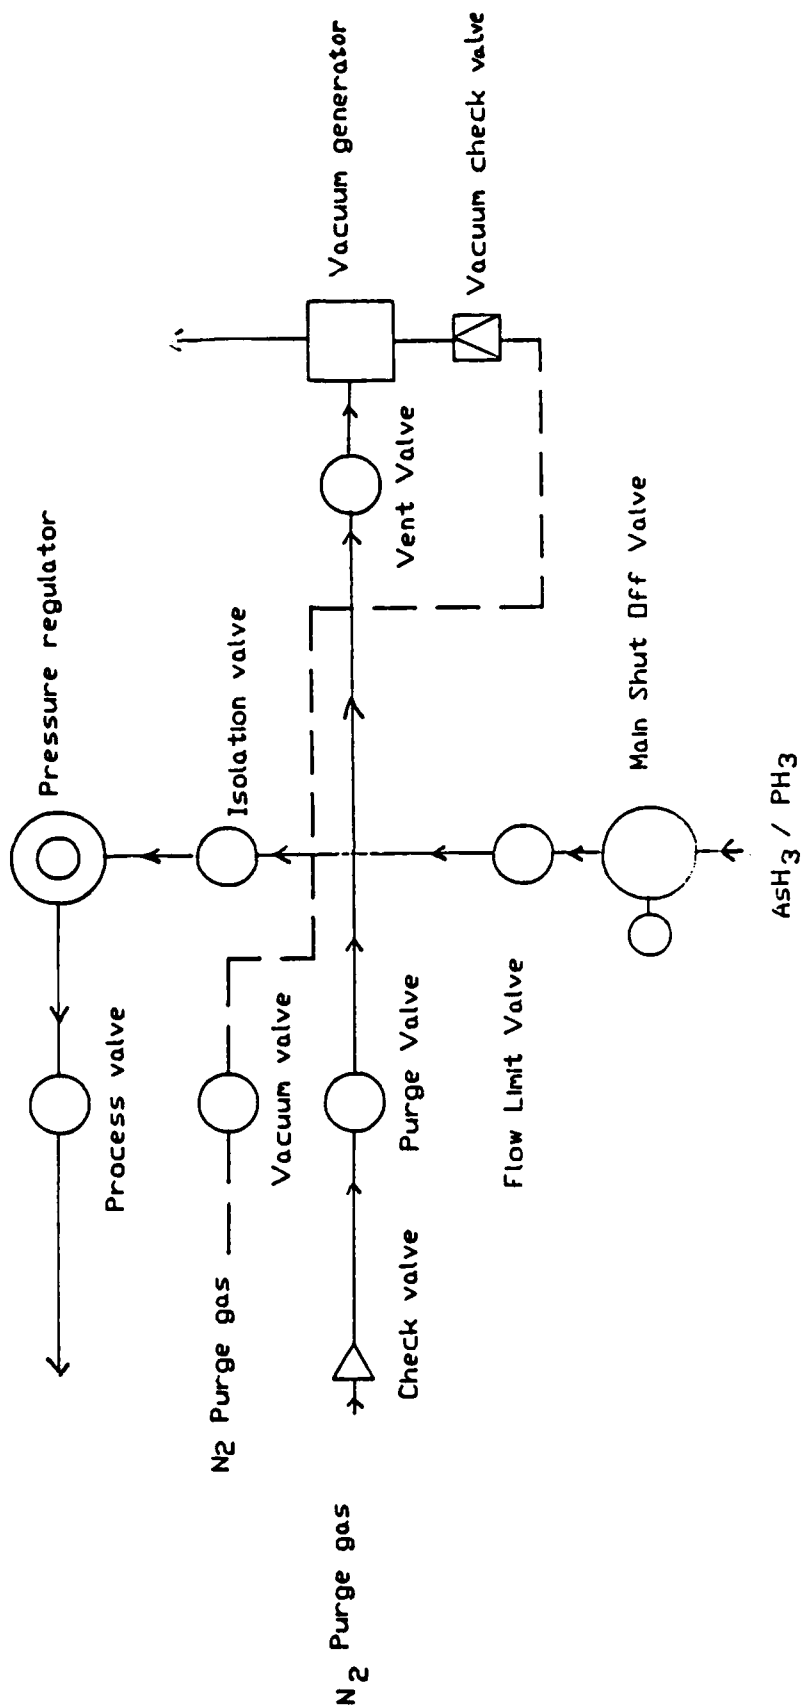 Pressure regulator
Process valve
Isolation valve
N2 Purge gas
Vacuum valve
Vacuum generator
N2 Purge gas
Check valve
Purge Valve
Vent Valve
Vacuum check valve
Flow Limit Valve
Main Shut Off Valve
AsH3 / PH3